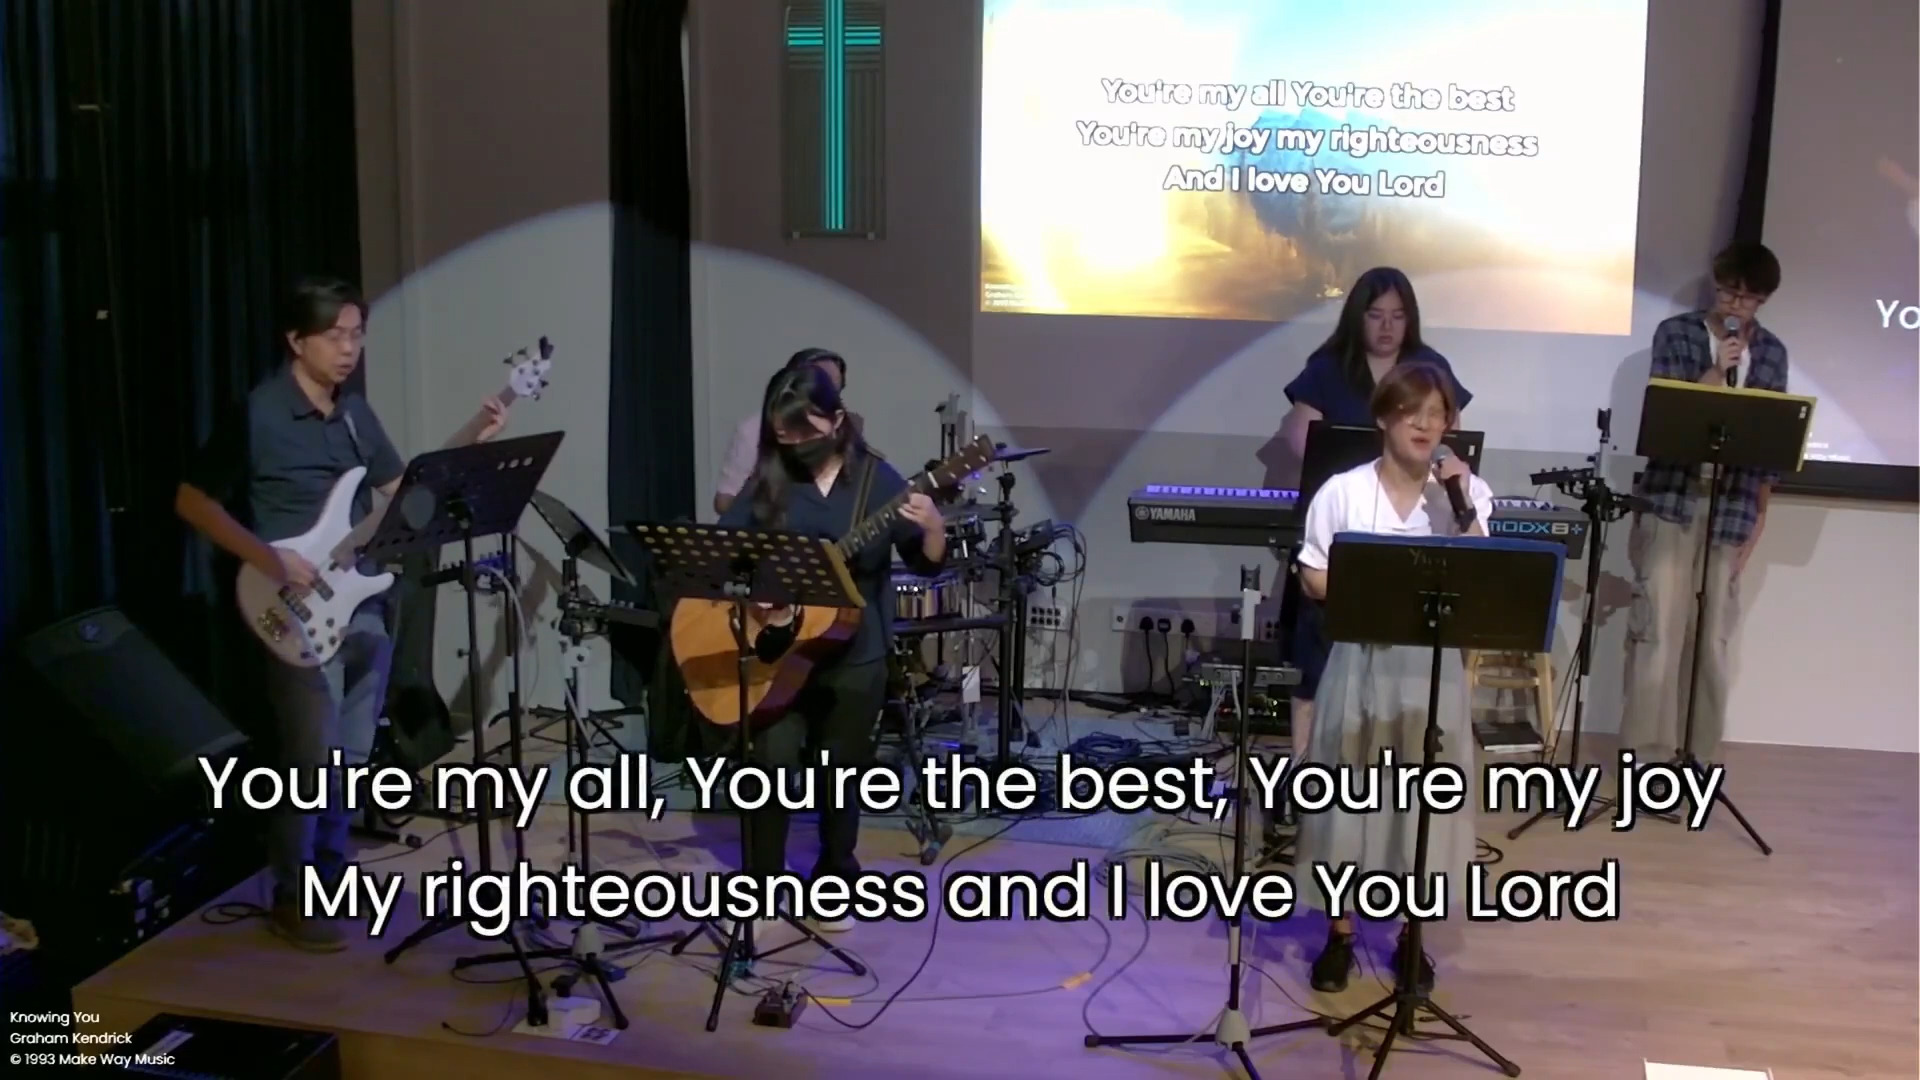 You're my all You're the best
You're my joy my righteousness
And I love You Lord
Yo
YAMAHA
MODX8+
You're my all, You're the best, You're my joy
My righteousness and I love You Lord
Knowing You
Graham Kendrick
© 1993 Make Way Music